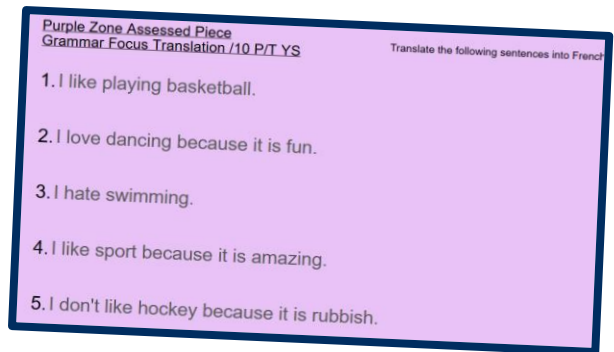 Purple Zone Assessed Piece
Grammar Focus Translation /10 P/T YS
Translate the following sentences into French
1. I like playing basketball.
2. I love dancing because it is fun.
3. I hate swimming.
4. I like sport because it is amazing.
5. I don't like hockey because it is rubbish.